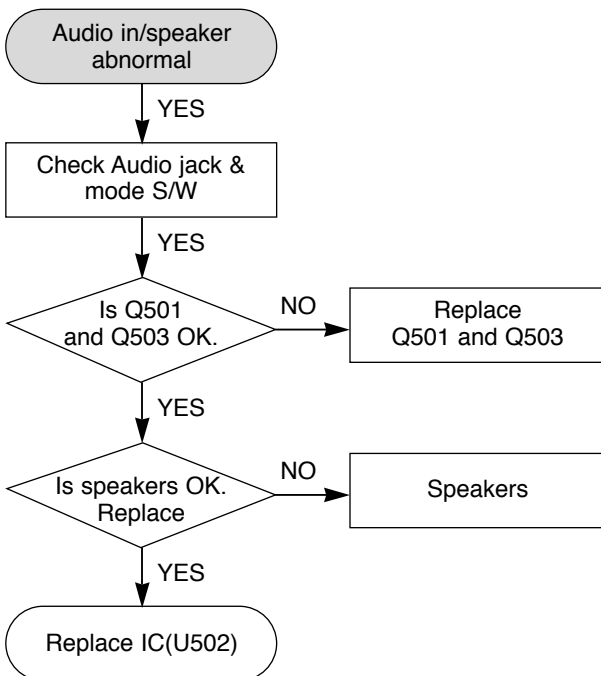 Audio in/speaker
abnormal
YES
Check Audio jack &
mode S/W
YES
Is Q501
and Q503 OK.
NO
Replace
Q501 and Q503
YES
Is speakers OK.
Replace
NO
Speakers
YES
Replace IC(U502)